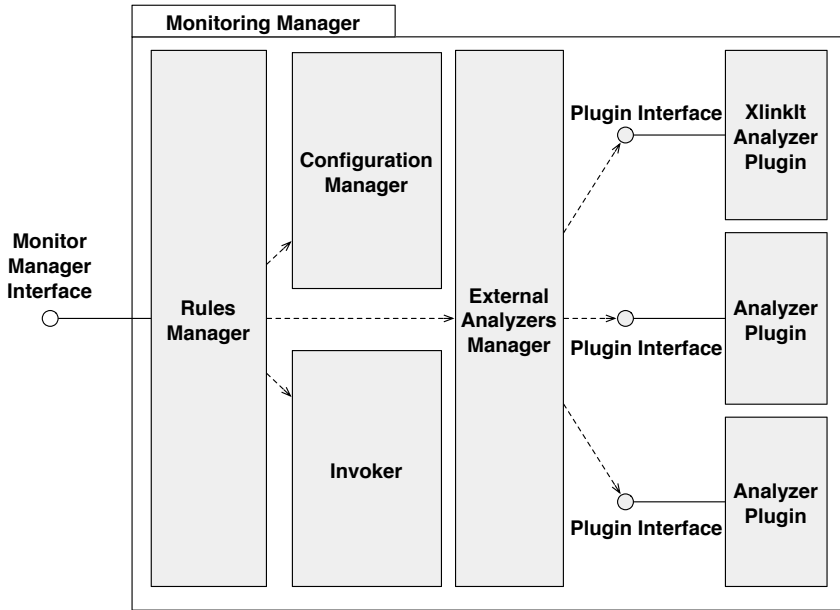 Monitoring Manager
Monitor
Manager
Interface
Rules
Manager
Configuration
Manager
Invoker
External
Analyzers
Manager
Plugin Interface
XlinkIt
Analyzer
Plugin
Plugin Interface
Analyzer
Plugin
Plugin Interface
Analyzer
Plugin